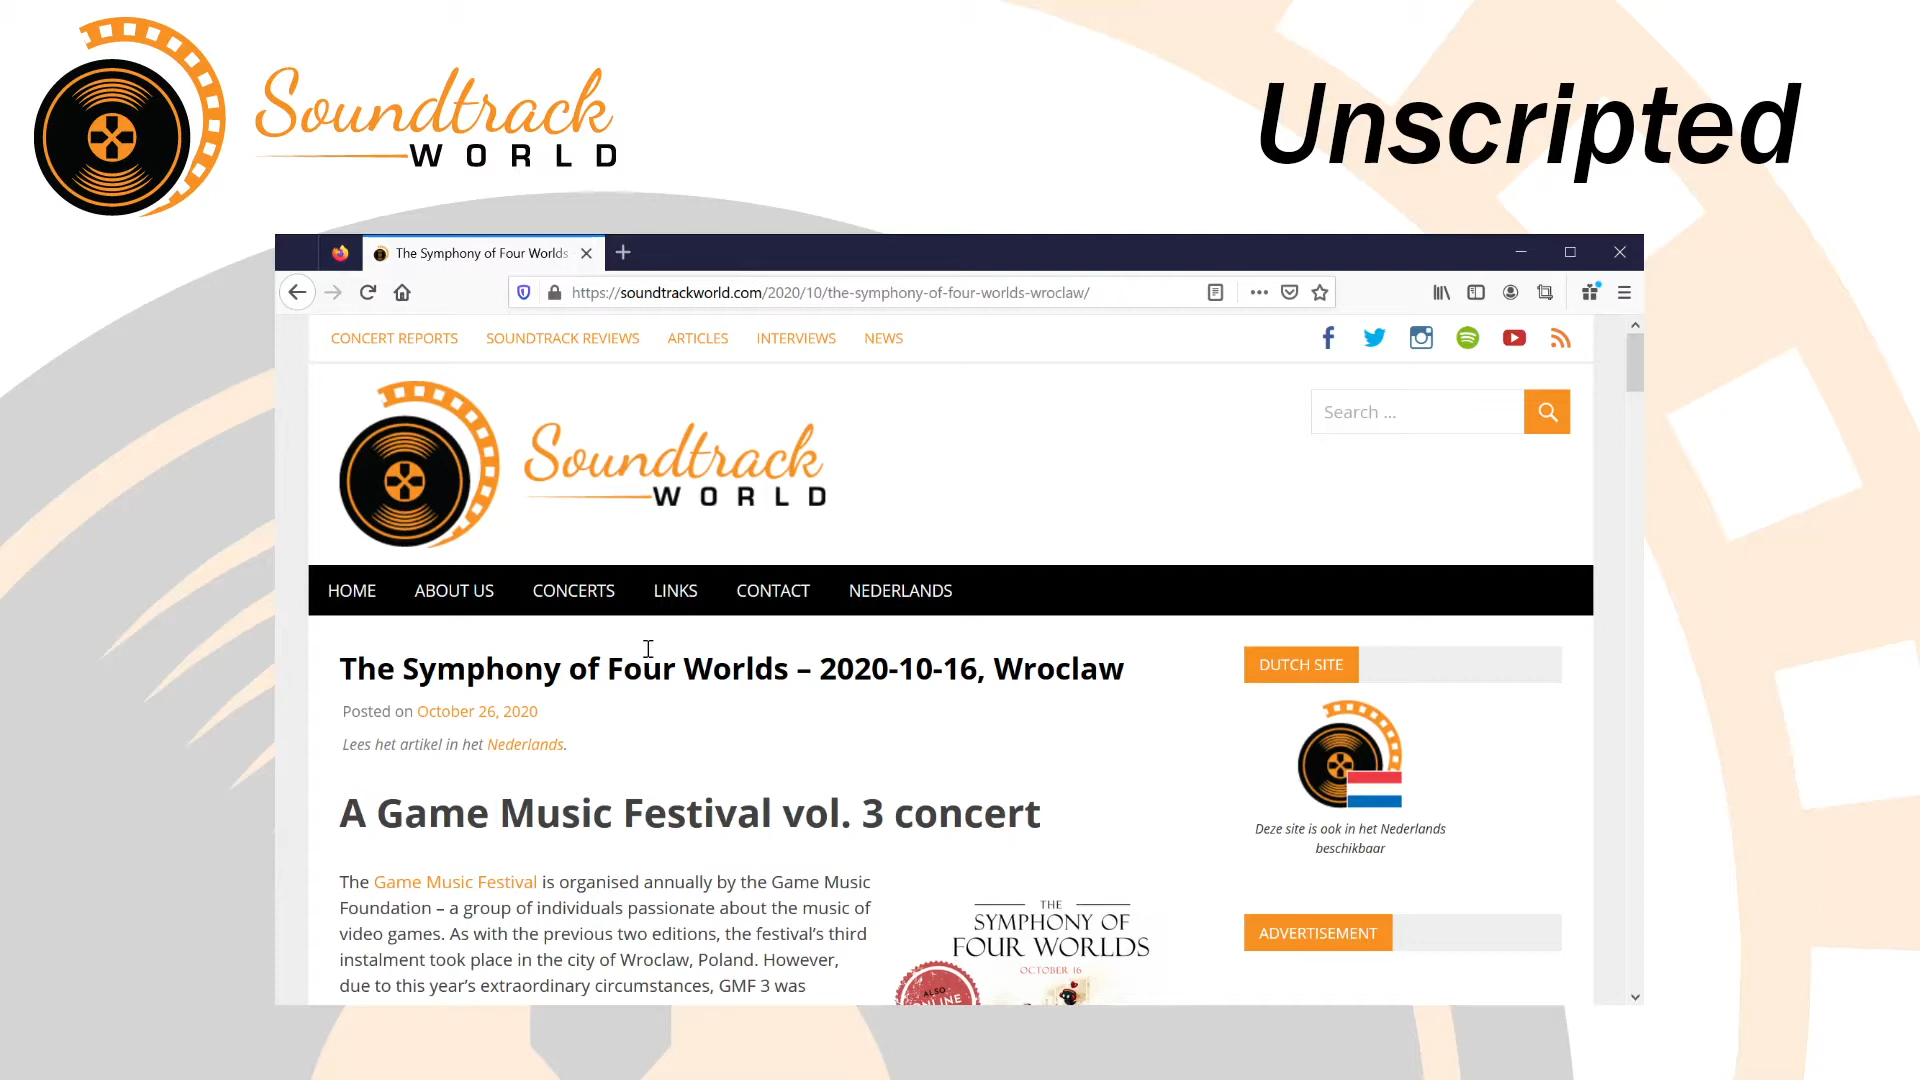 Soundtrack
WORLD
Unscripted
The Symphony of Four Worlds
https://soundtrackworld.com/2020/10/the-symphony-of-four-worlds-wroclaw/
CONCERT REPORTS SOUNDTRACK REVIEWS ARTICLES INTERVIEWS NEWS
Search ...
Soundtrack
WORLD
HOME ABOUT US CONCERTS LINKS CONTACT NEDERLANDS
The Symphony of Four Worlds – 2020-10-16, Wroclaw
Posted on October 26, 2020
Lees het artikel in het Nederlands.
A Game Music Festival vol. 3 concert
The Game Music Festival is organised annually by the Game Music
Foundation – a group of individuals passionate about the music of
video games. As with the previous two editions, the festival's third
instalment took place in the city of Wroclaw, Poland. However,
due to this year's extraordinary circumstances, GMF 3 was
THE
SYMPHONY OF
FOUR WORLDS
OCTOBER 16
ALSO
ONLINE
DUTCH SITE
Deze site is ook in het Nederlands
beschikbaar
ADVERTISEMENT